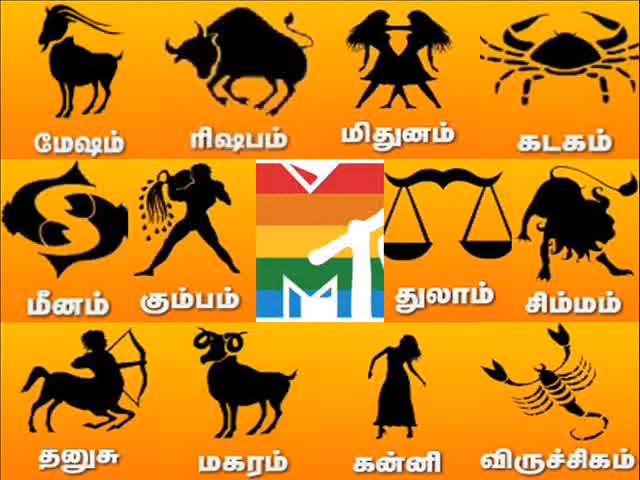 மேஷம்
ரிஷபம்
மிதுனம்
கடகம்
மீனம்
கும்பம்
துலாம்
சிம்மம்
தனுசு
மகரம்
கன்னி
விருச்சிகம்